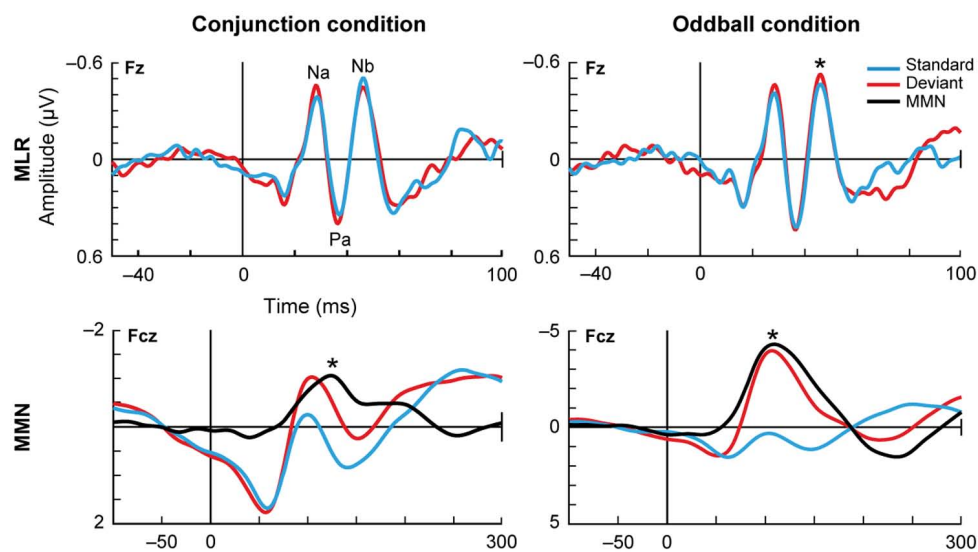 Conjunction condition
Oddball condition
MLR
Amplitude (μV)
–0.6
0
0.6
Fz
Na
Nb
Pa
–40
0
100
Time (ms)
–0.6
0
0.6
Fz
*
Standard
Deviant
MMN
–40
0
100
MMN
–2
2
Fcz
*
–50
0
300
–5
0
5
Fcz
*
–50
0
300